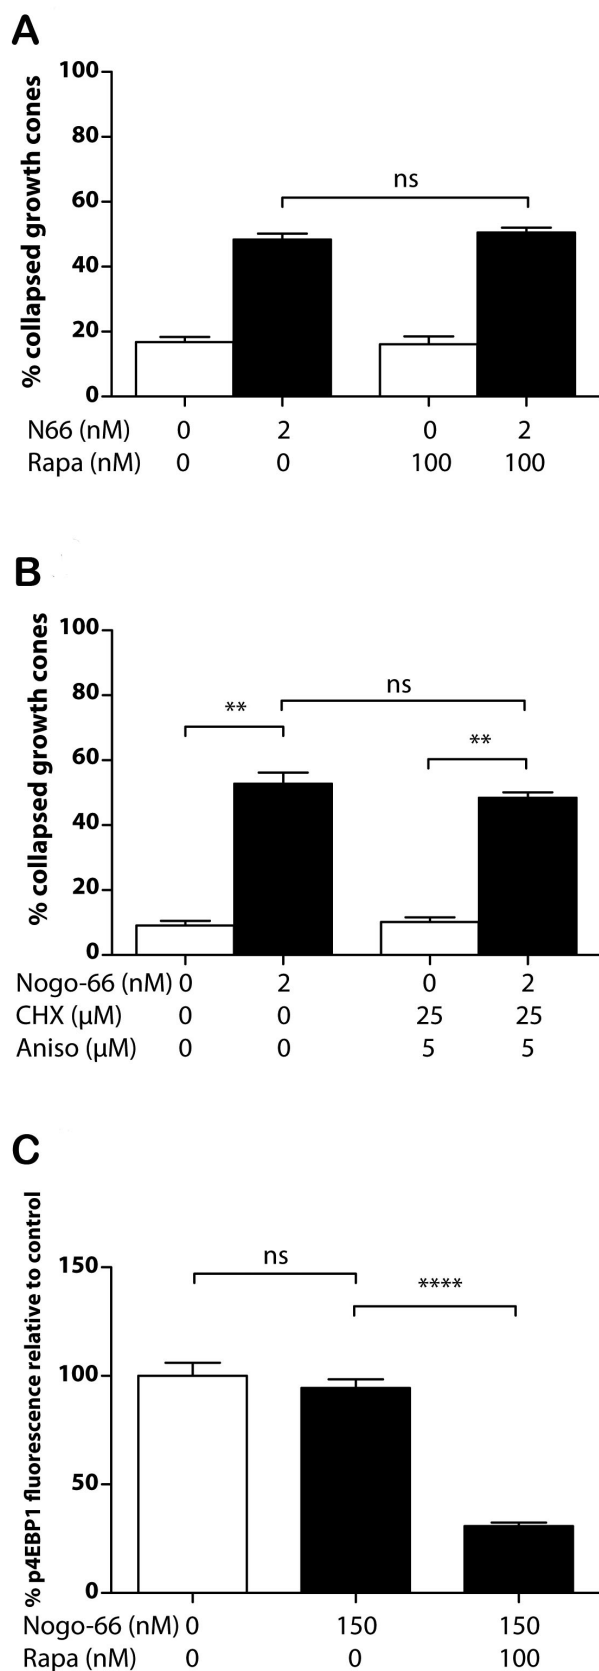 A
% collapsed growth cones
100
80
60
40
20
0
ns
N66 (nM) 0 2 0 2
Rapa (nM) 0 0 100 100
B
% collapsed growth cones
100
80
60
40
20
0
**
ns
**
Nogo-66 (nM) 0 2 0 2
CHX (µM) 0 0 25 25
Aniso (µM) 0 0 5 5
C
% p4EBP1 fluorescence relative to control
150
100
50
0
ns
****
Nogo-66 (nM) 0 150 150
Rapa (nM) 0 0 100